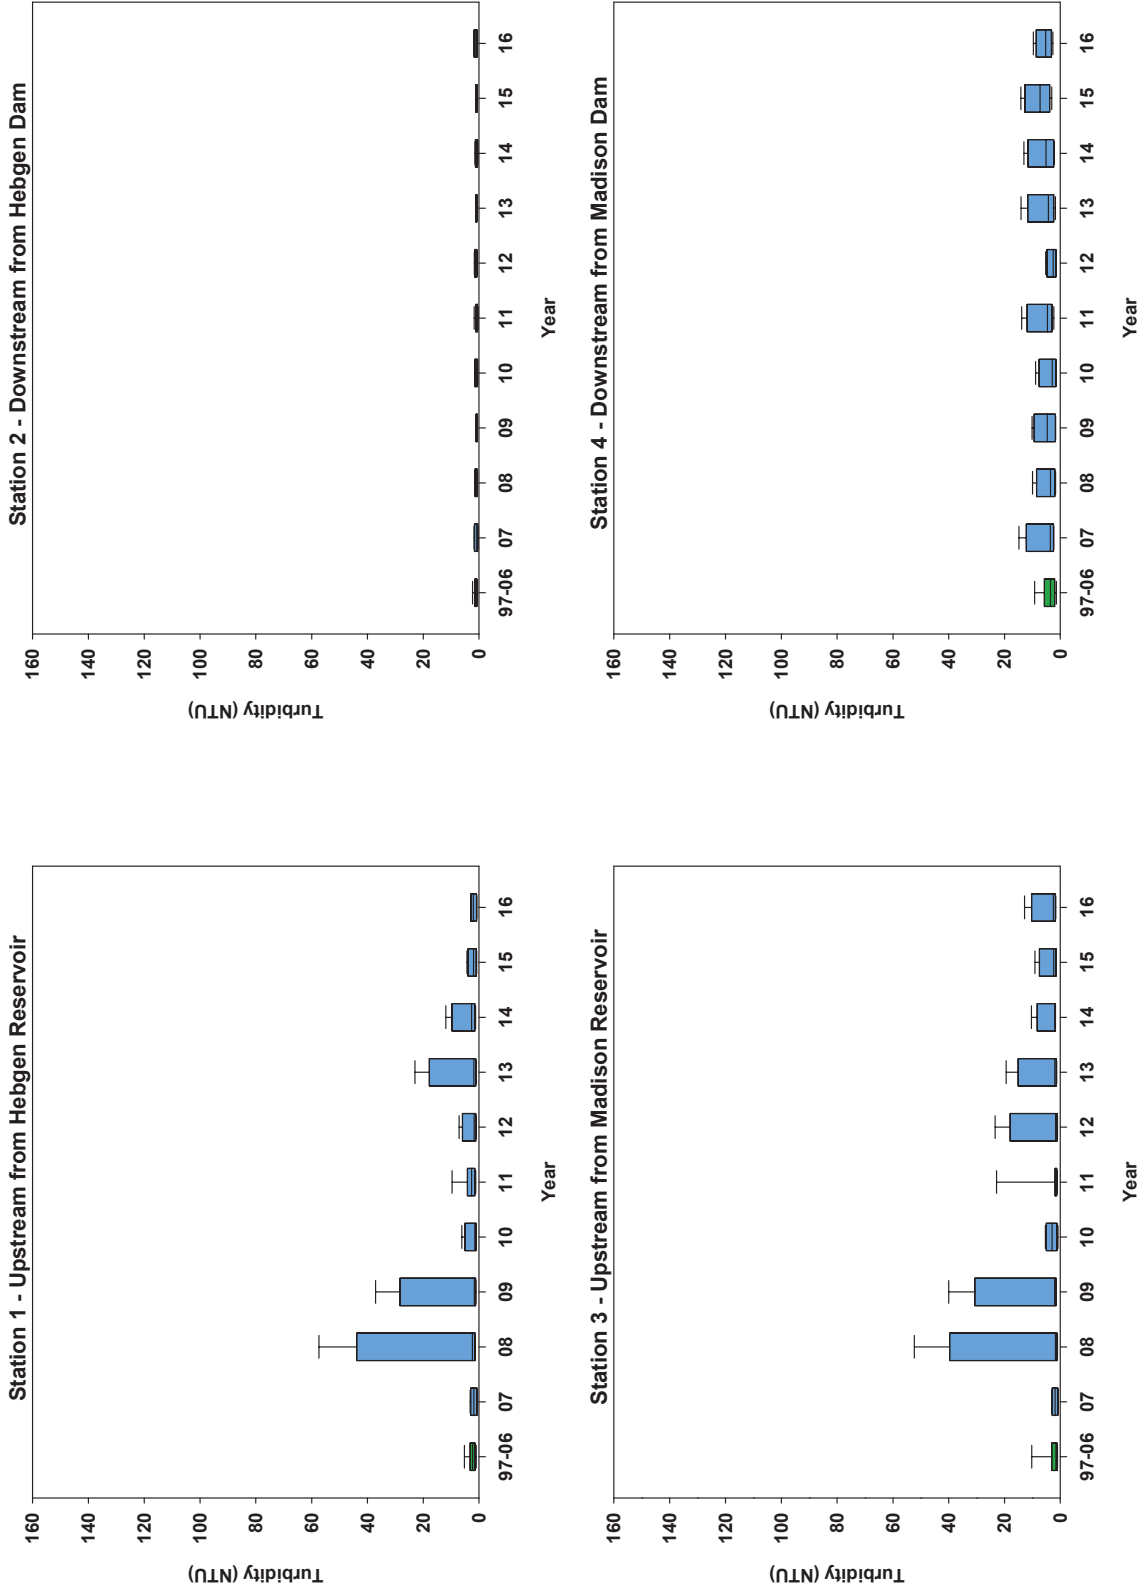 Station 1 - Upstream from Hebgen Reservoir
160
140
120
100
80
60
40
20
0
Turbidity (NTU)
97-06 07 08 09 10 11 12 13 14 15 16
Year
Station 2 - Downstream from Hebgen Dam
160
140
120
100
80
60
40
20
0
Turbidity (NTU)
97-06 07 08 09 10 11 12 13 14 15 16
Year
Station 3 - Upstream from Madison Reservoir
160
140
120
100
80
60
40
20
0
Turbidity (NTU)
97-06 07 08 09 10 11 12 13 14 15 16
Year
Station 4 - Downstream from Madison Dam
160
140
120
100
80
60
40
20
0
Turbidity (NTU)
97-06 07 08 09 10 11 12 13 14 15 16
Year